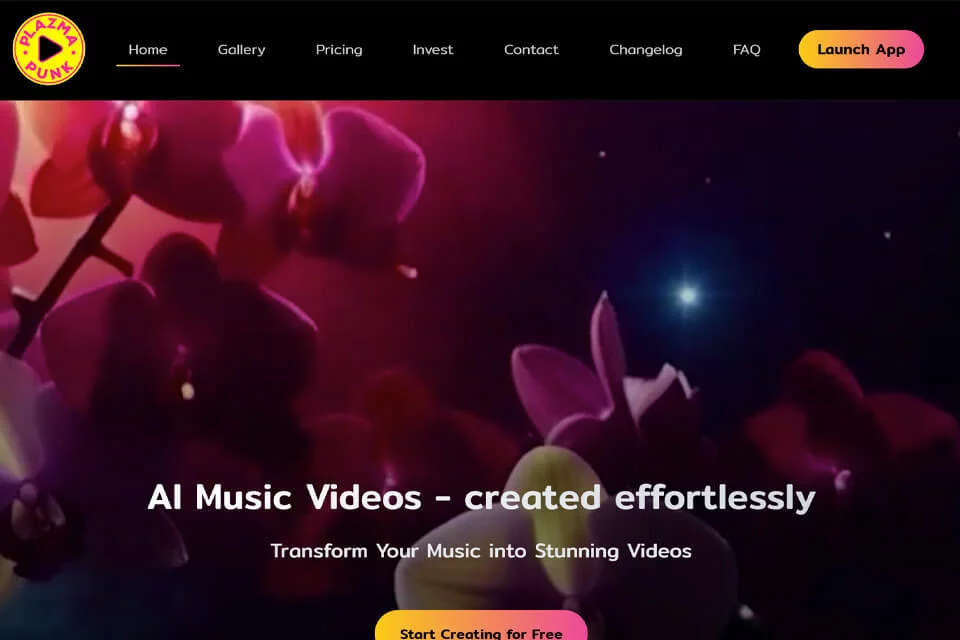 PLAZMA
PUNK
Home
Gallery
Pricing
Invest
Contact
Changelog
FAQ
Launch App
AI Music Videos - created effortlessly
Transform Your Music into Stunning Videos
Start Creating for Free